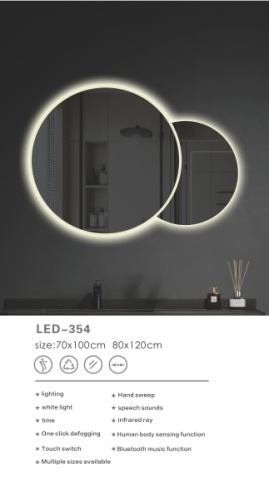 LED-354
size:70x100cm 80x120cm
★ lighting ★ Hand sweep
★ white light ★ speech sounds
★ time ★ infrared ray
★ One click defogging ★ Human body sensing function
★ Touch switch ★ Bluetooth music function
★ Multiple sizes available